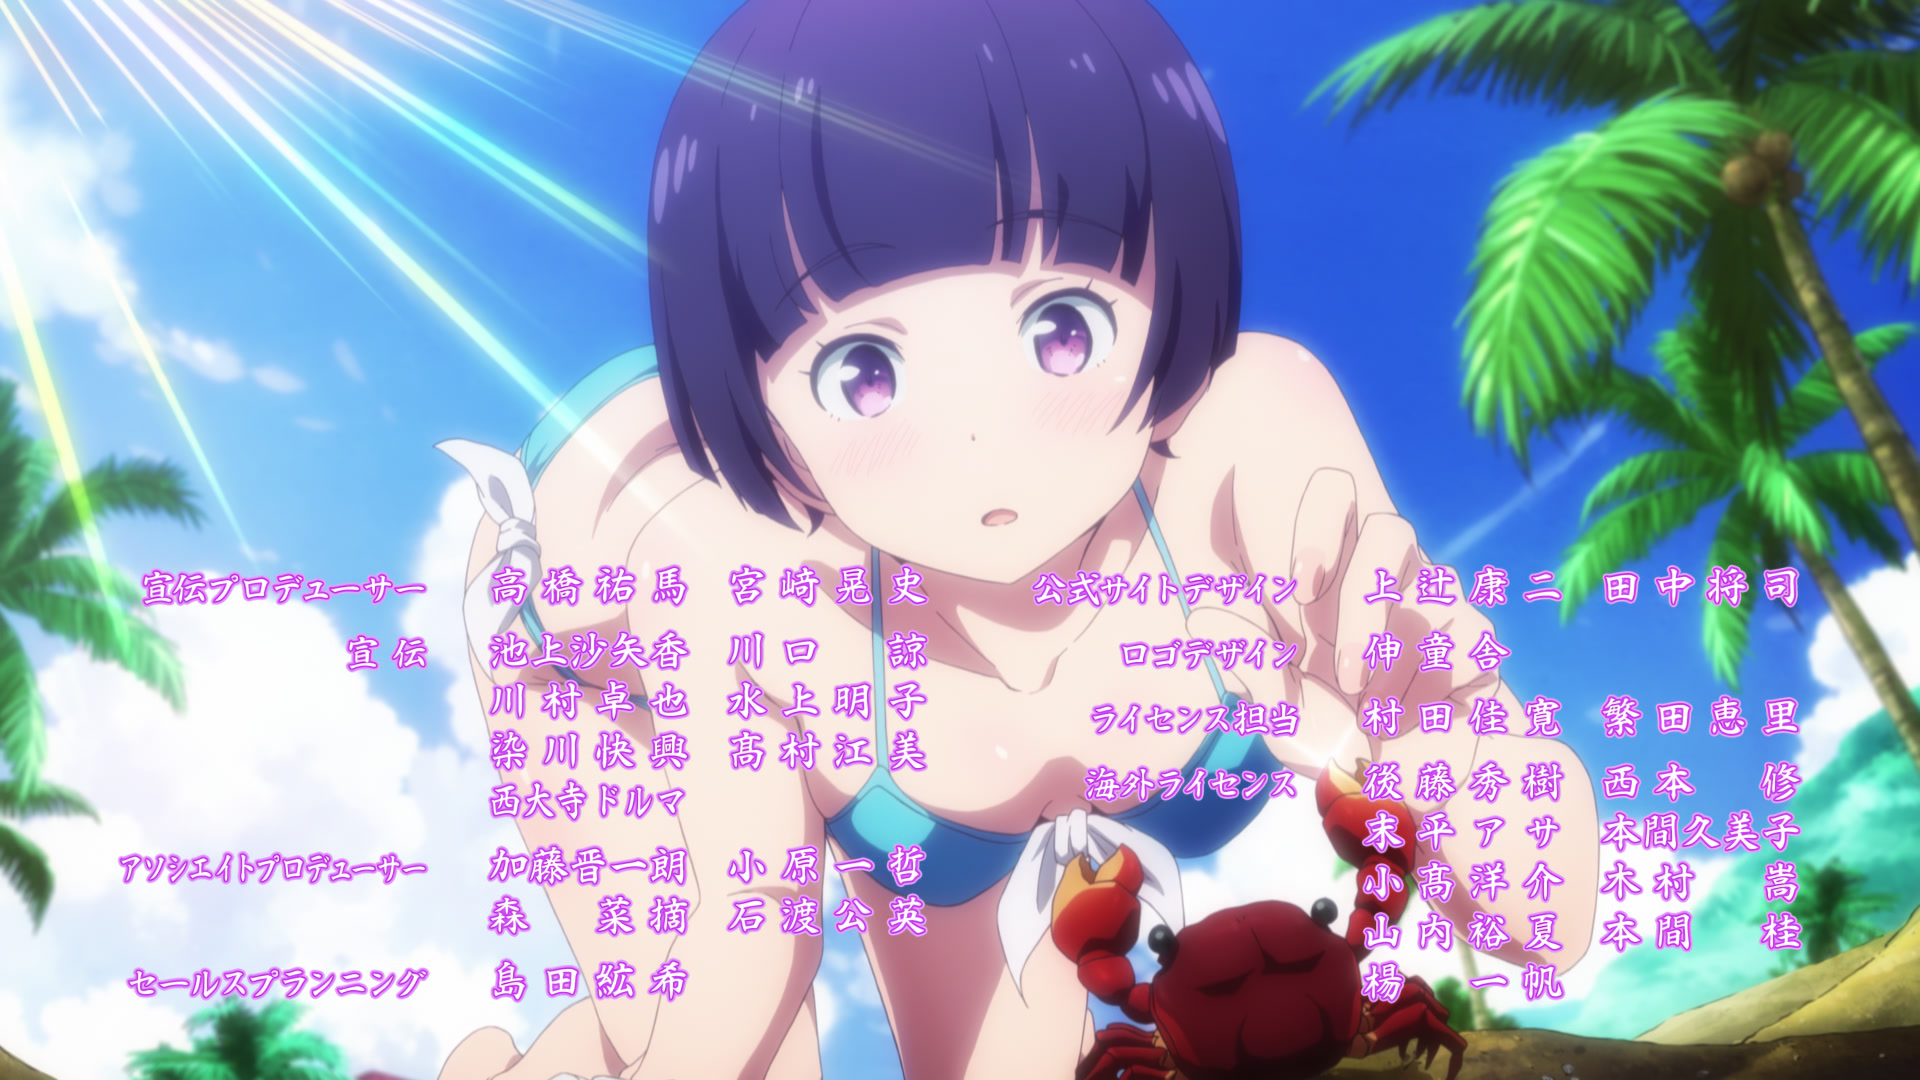 宣伝プロデューサー 高橋祐馬 宮﨑晃史
宣伝 池上沙矢香 川口 諒
川村卓也 水上明子
染川快興 髙村江美
西大寺ドルマ
アソシエイトプロデューサー 加藤晋一朗 小原一哲
森 菜摘 石渡公英
セールスプランニング 島田紘希
公式サイトデザイン 上辻康二 田中将司
ロゴデザイン 伸童舎
ライセンス担当 村田佳寛 繁田恵里
海外ライセンス 後藤秀樹 西本 修
末平アサ 本間久美子
小髙洋介 木村 嵩
山内裕夏 本間 桂
楊 一帆